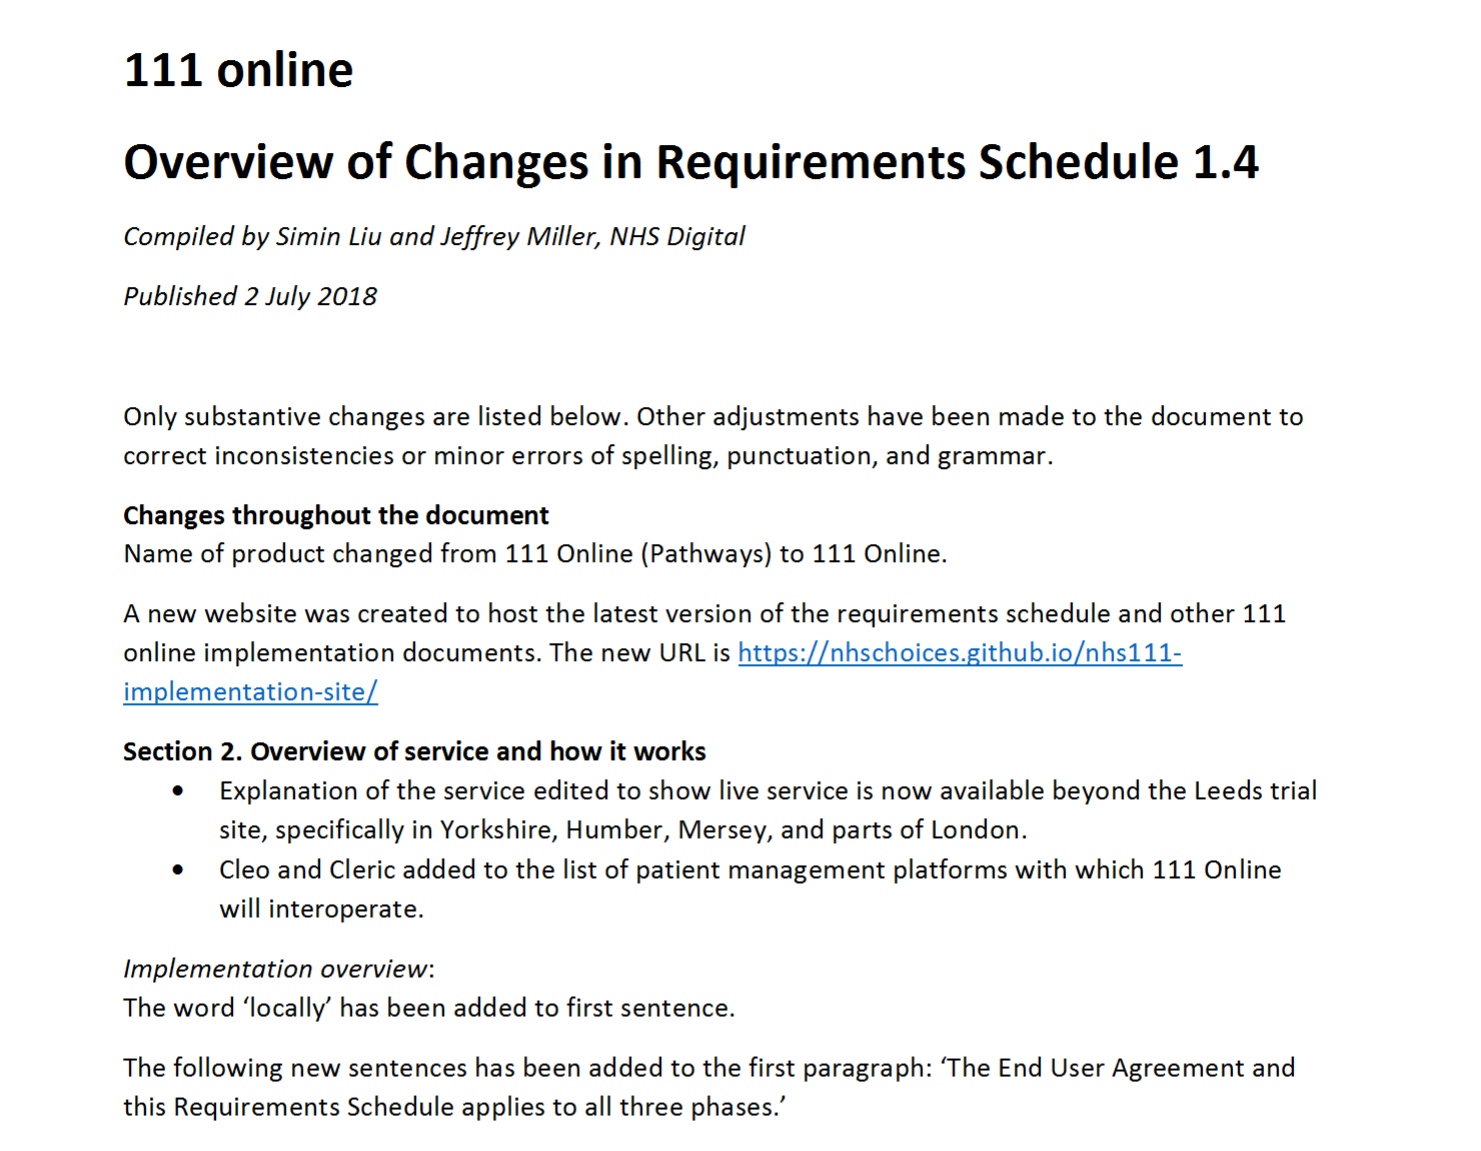 111 online
Overview of Changes in Requirements Schedule 1.4
Compiled by Simin Liu and Jeffrey Miller, NHS Digital
Published 2 July 2018
Only substantive changes are listed below. Other adjustments have been made to the document to
correct inconsistencies or minor errors of spelling, punctuation, and grammar.
Changes throughout the document
Name of product changed from 111 Online (Pathways) to 111 Online.
A new website was created to host the latest version of the requirements schedule and other 111
online implementation documents. The new URL is https://nhschoices.github.io/nhs111-
implementation-site/
Section 2. Overview of service and how it works
• Explanation of the service edited to show live service is now available beyond the Leeds trial
site, specifically in Yorkshire, Humber, Mersey, and parts of London.
• Cleo and Cleric added to the list of patient management platforms with which 111 Online
will interoperate.
Implementation overview:
The word ‘locally’ has been added to first sentence.
The following new sentences has been added to the first paragraph: ‘The End User Agreement and
this Requirements Schedule applies to all three phases.’